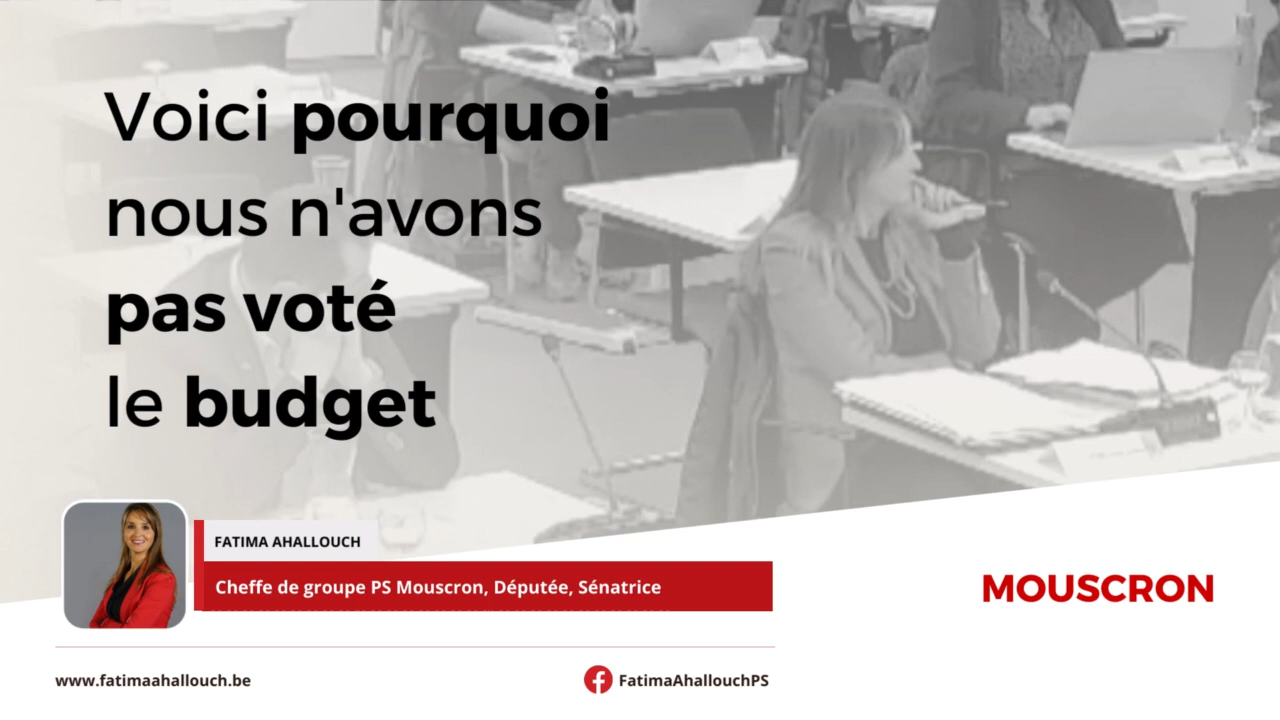 Voici pourquoi
nous n'avons
pas voté
le budget
FATIMA AHALLOUCH
Cheffe de groupe PS Mouscron, Députée, Sénatrice
MOUSCRON
www.fatimaahallouch.be
FatimaAhallouchPS